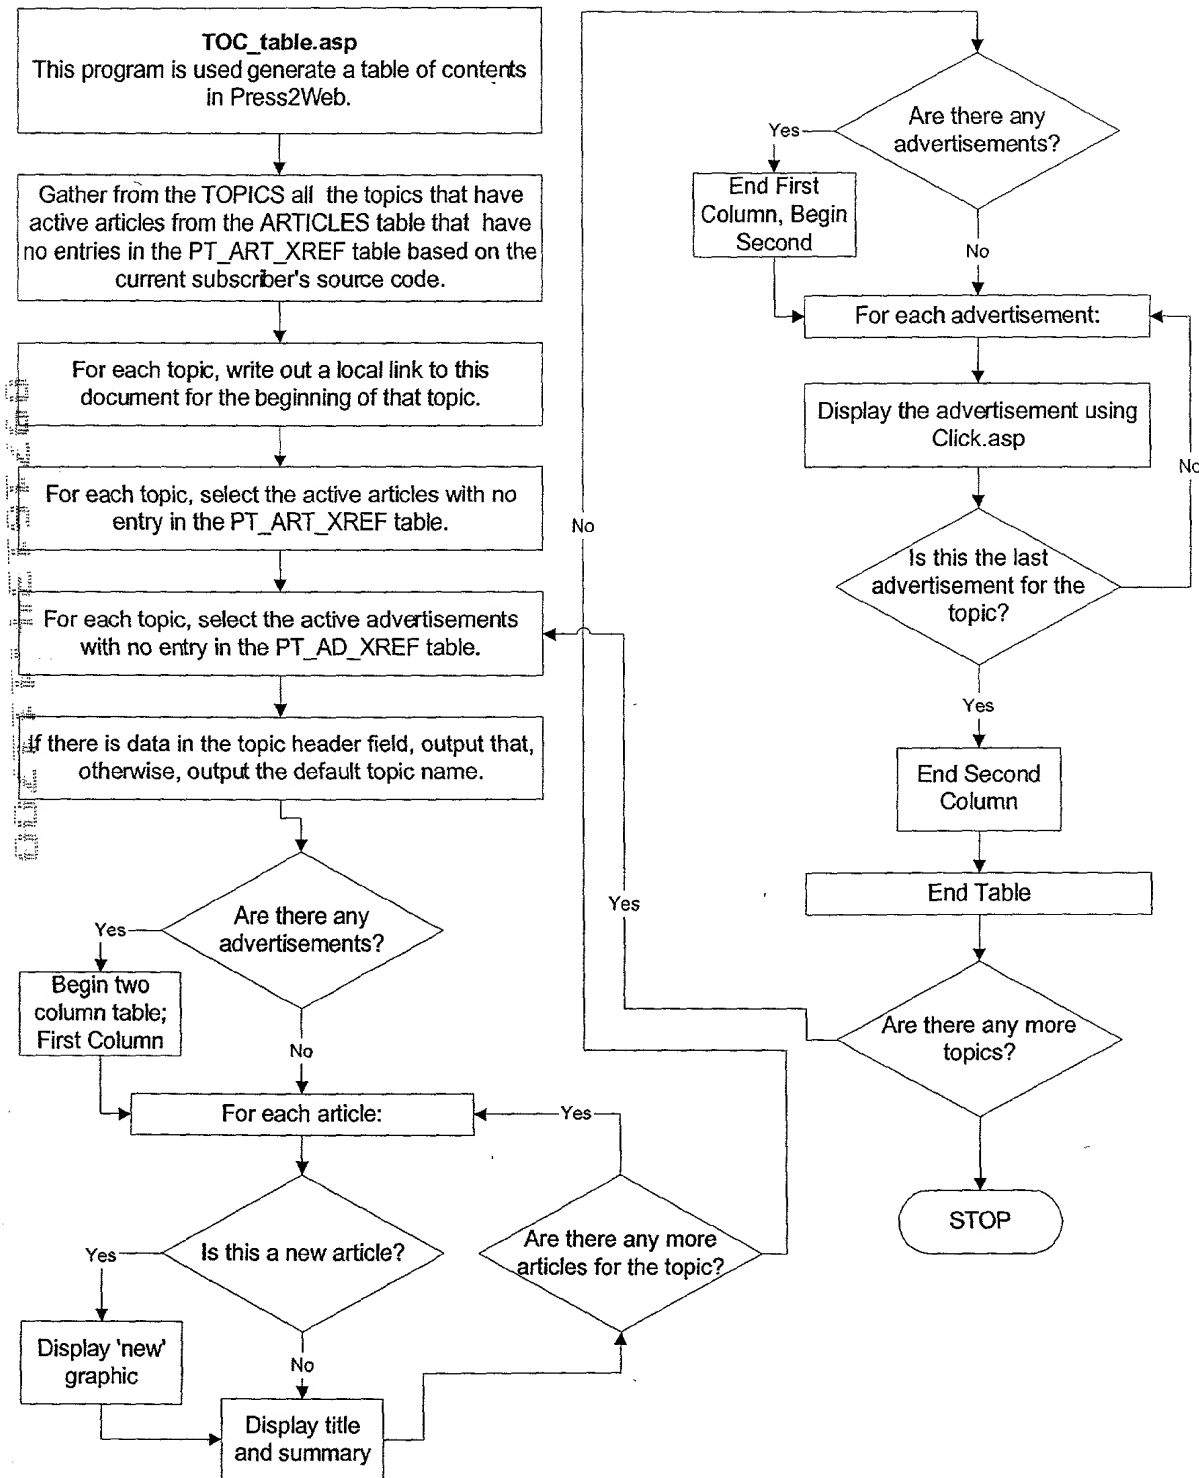 TOC_table.asp
This program is used generate a table of contents
in Press2Web.
Gather from the TOPICS all the topics that have
active articles from the ARTICLES table that have
no entries in the PT_ART_XREF table based on the
current subscriber's source code.
For each topic, write out a local link to this
document for the beginning of that topic.
For each topic, select the active articles with no
entry in the PT_ART_XREF table.
For each topic, select the active advertisements
with no entry in the PT_AD_XREF table.
If there is data in the topic header field, output that,
otherwise, output the default topic name.
Are there any
advertisements?
Yes
Begin two
column table;
First Column
No
For each article:
Is this a new article?
Yes
Display 'new'
graphic
No
Display title
and summary
Are there any more
articles for the topic?
Yes
No
Are there any
advertisements?
Yes
End First
Column, Begin
Second
No
For each advertisement:
Display the advertisement using
Click.asp
Is this the last
advertisement for the
topic?
No
Yes
End Second
Column
End Table
Are there any more
topics?
Yes
STOP